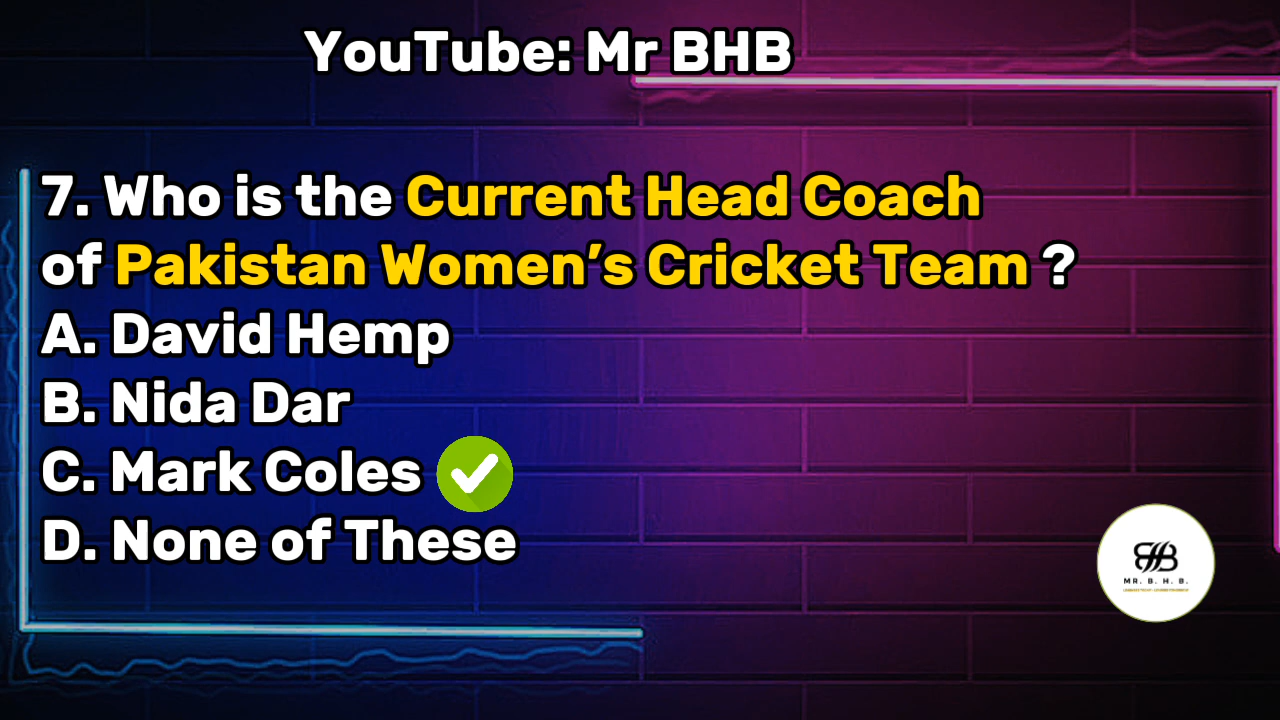 YouTube: Mr BHB
7. Who is the Current Head Coach
of Pakistan Women’s Cricket Team ?
A. David Hemp
B. Nida Dar
C. Mark Coles
D. None of These
MR. B. H. B.